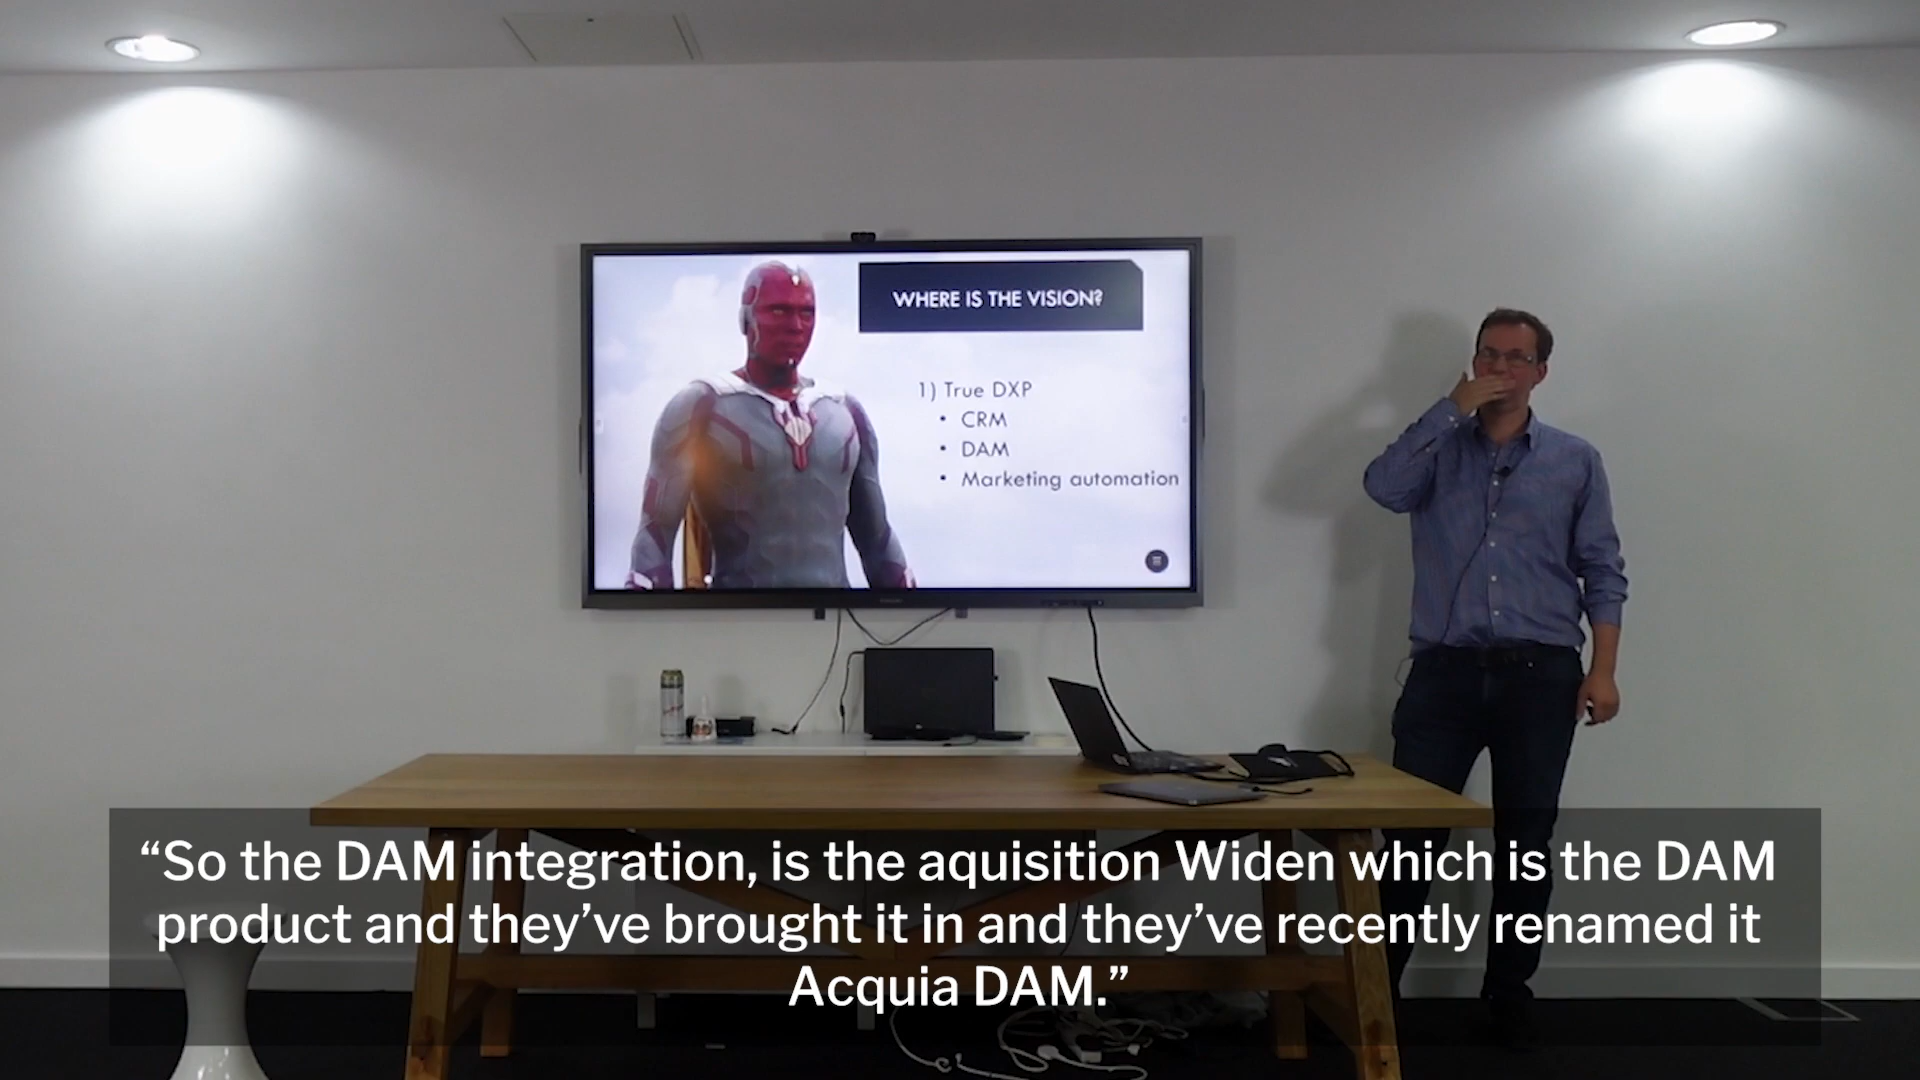 WHERE IS THE VISION?
1) True DXP
• CRM
• DAM
• Marketing automation
“So the DAM integration, is the aquisition Widen which is the DAM
product and they’ve brought it in and they’ve recently renamed it
Acquia DAM.”